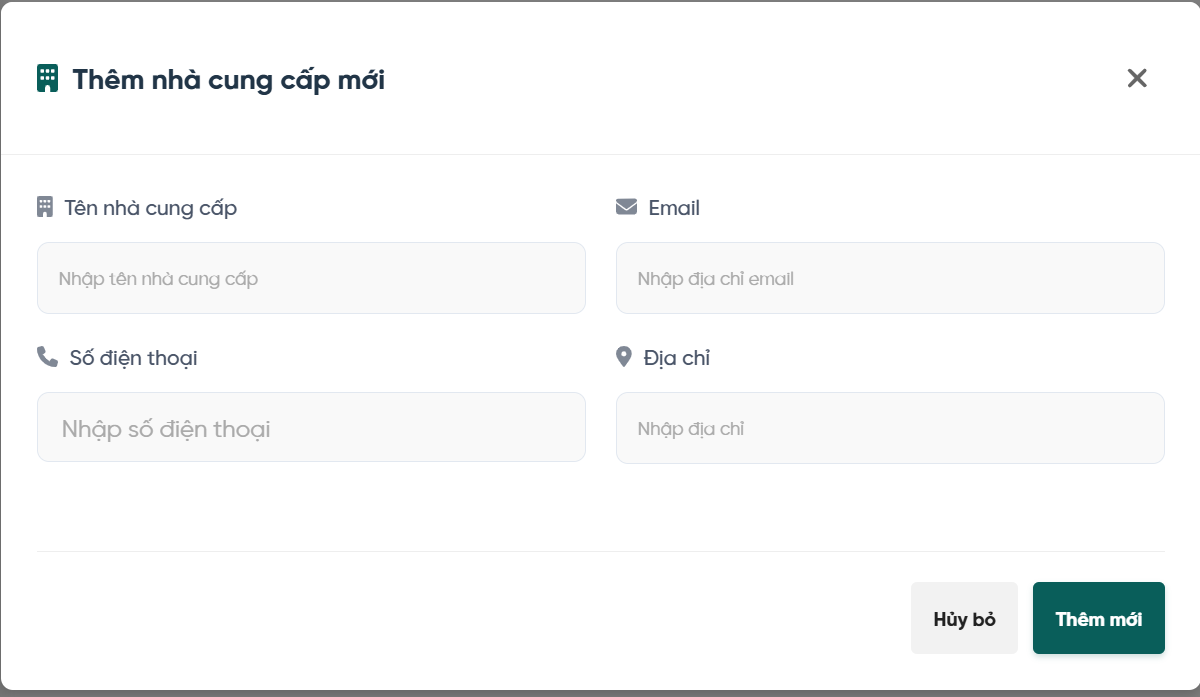 Thêm nhà cung cấp mới
Tên nhà cung cấp
Email
Nhập tên nhà cung cấp
Nhập địa chỉ email
Số điện thoại
Địa chỉ
Nhập số điện thoại
Nhập địa chỉ
Hủy bỏ
Thêm mới